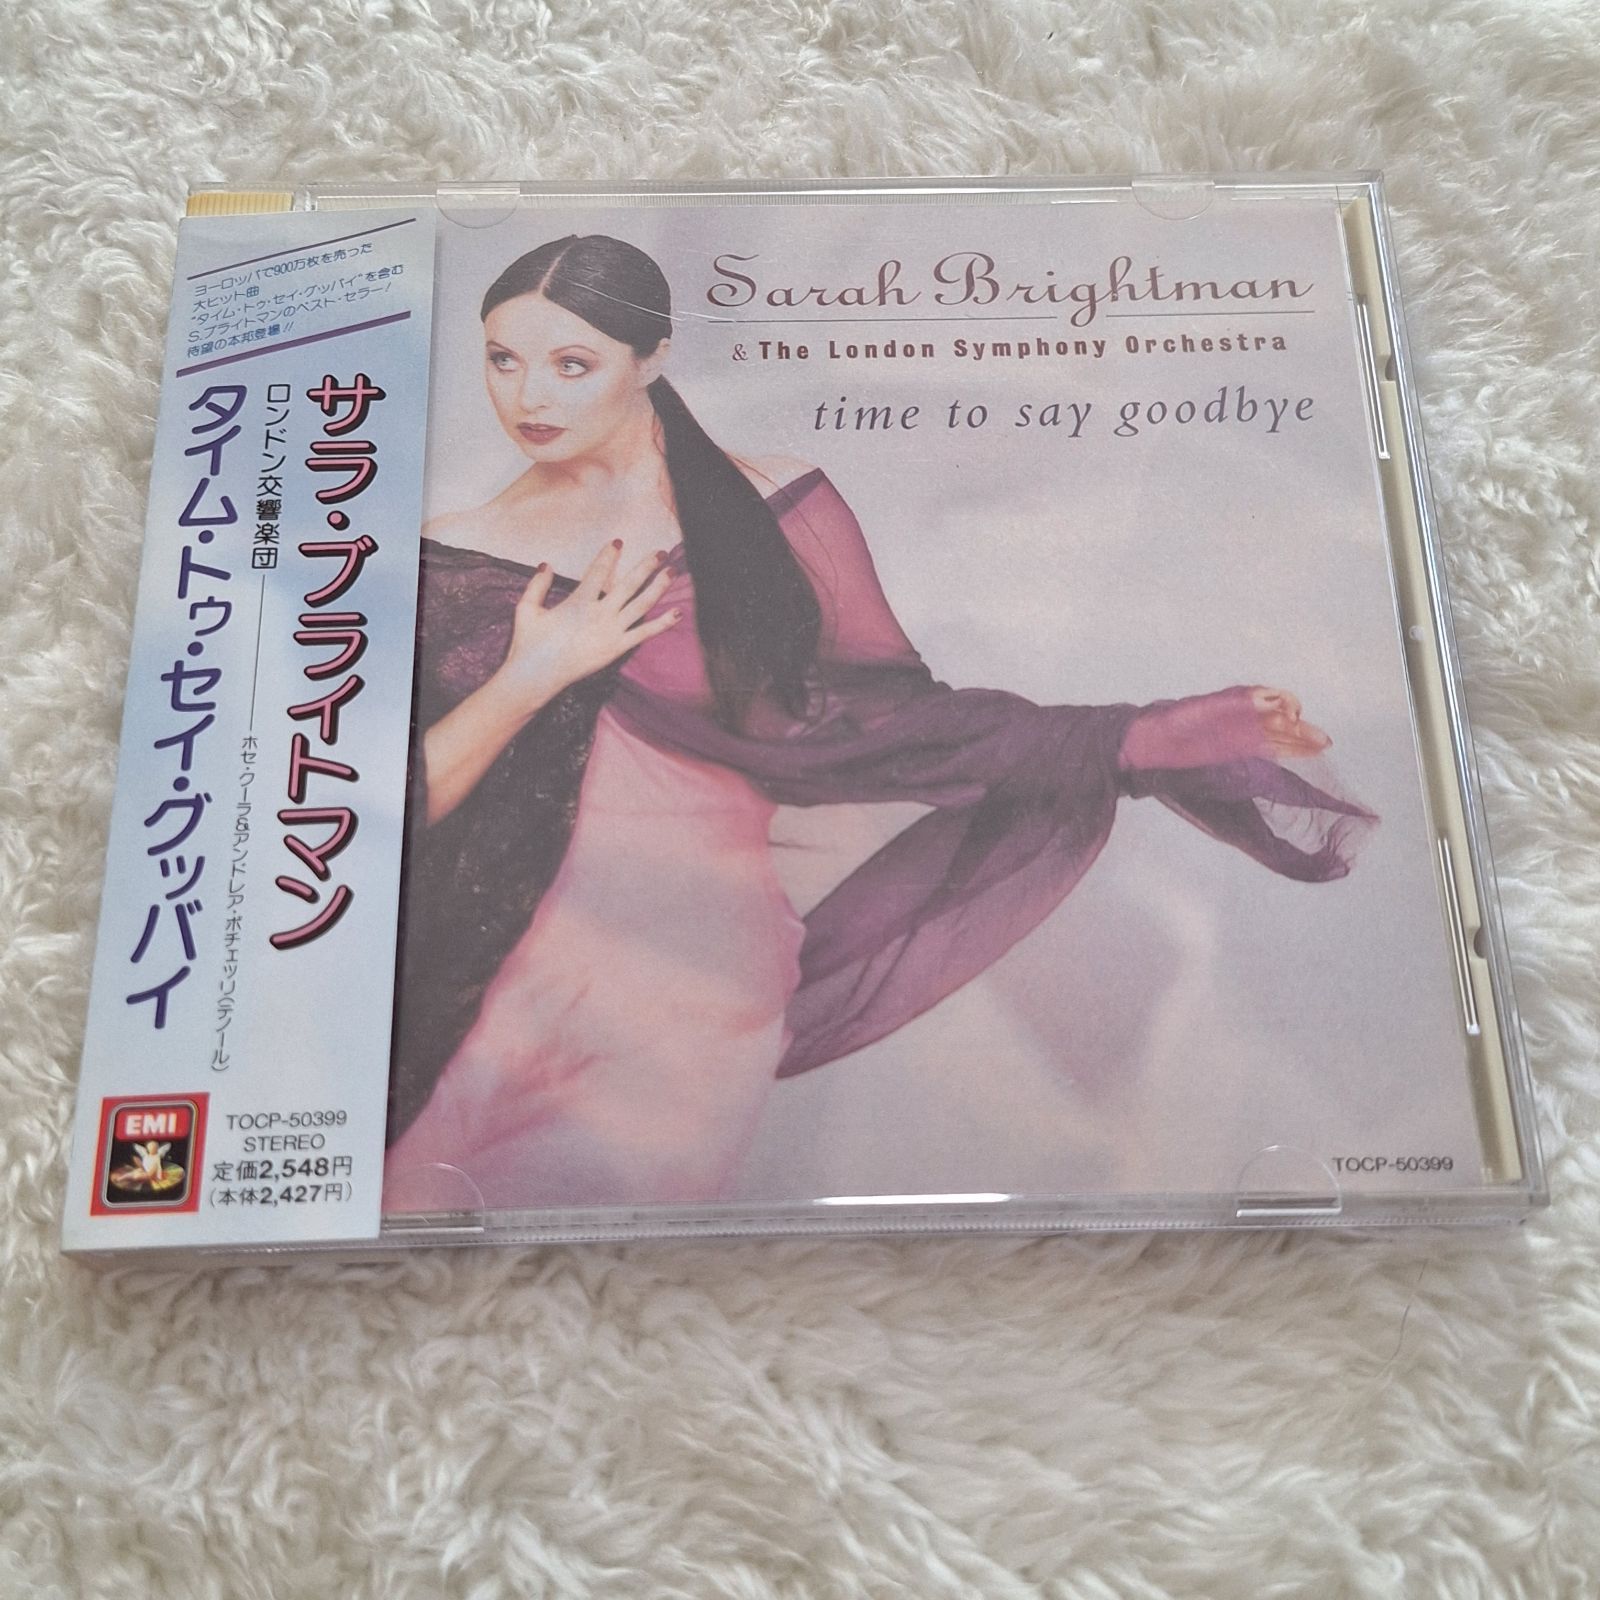 ヨーロッパで900万枚を売った
大ヒット曲
"タイム・トゥ・セイ・グッバイ"を含む
S.ブライトマンのベスト・セラー!
待望の本邦登場!!
サラ・ブライトマン
ロンドン交響楽団
ホセ・クーラ&アンドレア・ボチェッリ(テノール)
タイム・トゥ・セイ・グッバイ
EMI
TOCP-50399
STEREO
定価2,548円
(本体2,427円)
Sarah Brightman
& The London Symphony Orchestra
time to say goodbye
TOCP-50399